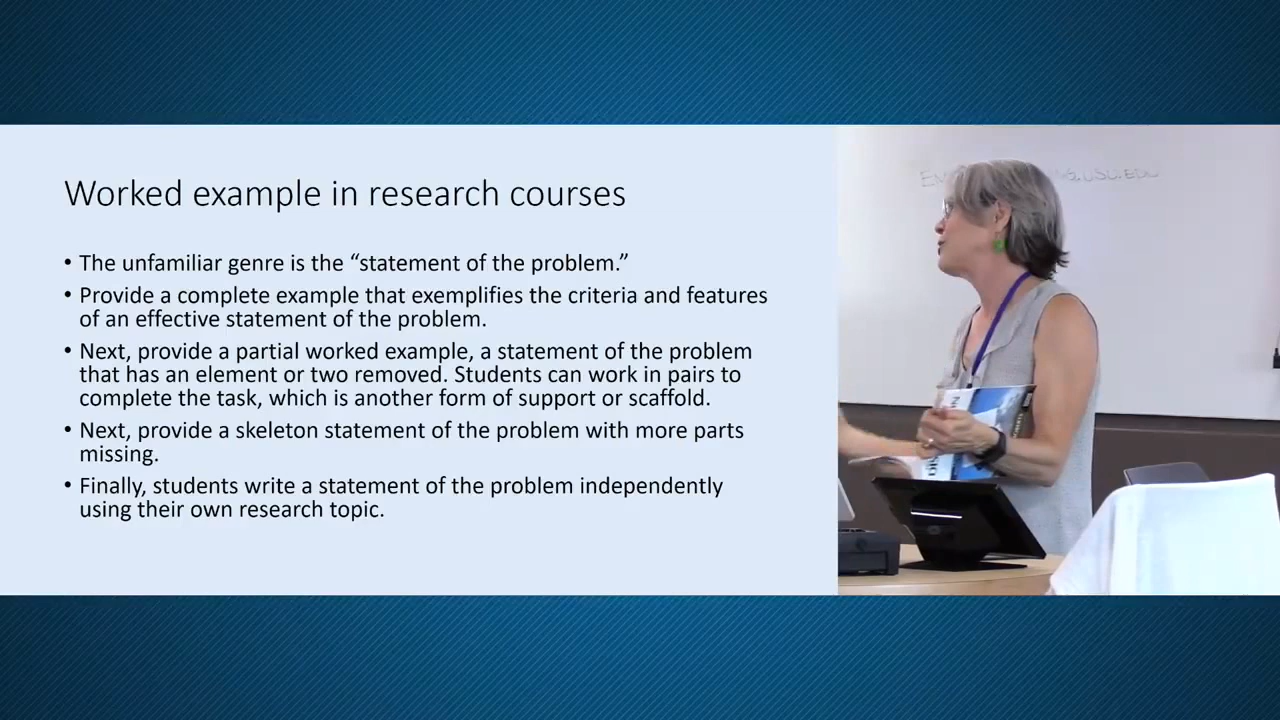 Worked example in research courses
• The unfamiliar genre is the “statement of the problem.”
• Provide a complete example that exemplifies the criteria and features
of an effective statement of the problem.
• Next, provide a partial worked example, a statement of the problem
that has an element or two removed. Students can work in pairs to
complete the task, which is another form of support or scaffold.
• Next, provide a skeleton statement of the problem with more parts
missing.
• Finally, students write a statement of the problem independently
using their own research topic.